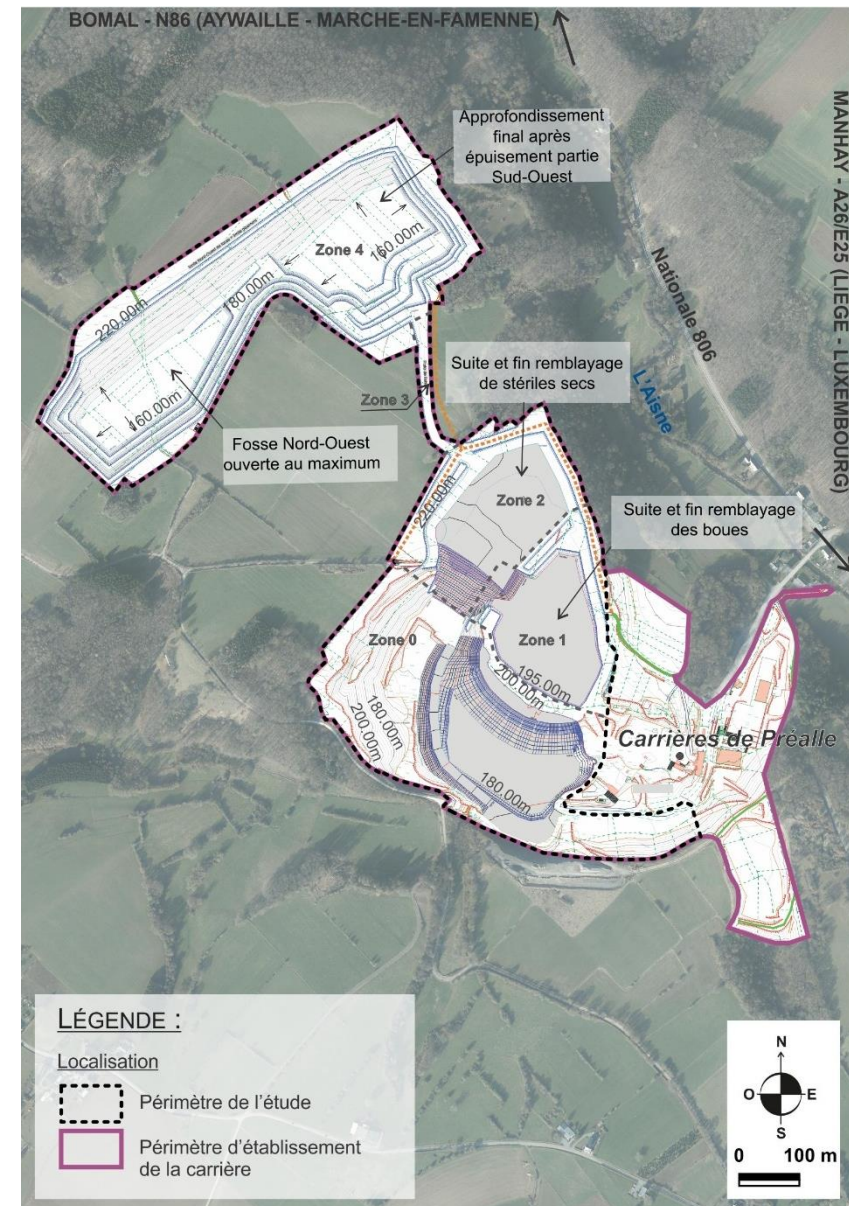 BOMAL - N86 (AYWAILLE - MARCHE-EN-FAMENNE)
MANHAY - A26/E25 (LIEGE - LUXEMBOURG)
Approfondissement
final après
épuisement partie
Sud-Ouest
Zone 4
160.00m
180.00m
220.00m
160.00m
Nationale 806
L'Aisne
Suite et fin remblayage
de stériles secs
Zone 3
Fosse Nord-Ouest
ouverte au maximum
220.00m
Zone 2
Suite et fin remblayage
des boues
Zone 0
Zone 1
195.00m
200.00m
180.00m
200.00m
Carrières de Préalle
180.00m
LÉGENDE :
Localisation
Périmètre de l'étude
Périmètre d'établissement
de la carrière
N
O
E
S
0 100 m